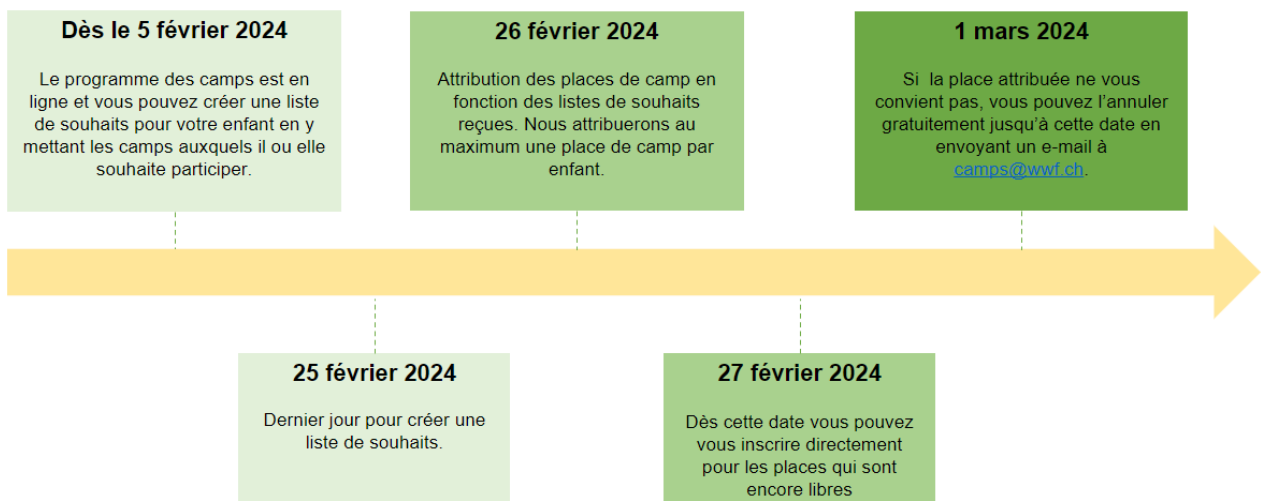 Dès le 5 février 2024
Le programme des camps est en
ligne et vous pouvez créer une liste
de souhaits pour votre enfant en y
mettant les camps auxquels il ou elle
souhaite participer.
26 février 2024
Attribution des places de camp en
fonction des listes de souhaits
reçues. Nous attribuerons au
maximum une place de camp par
enfant.
1 mars 2024
Si la place attribuée ne vous
convient pas, vous pouvez l'annuler
gratuitement jusqu'à cette date en
envoyant un e-mail à
camps@wwf.ch.
25 février 2024
Dernier jour pour créer une
liste de souhaits.
27 février 2024
Dès cette date vous pouvez
vous inscrire directement
pour les places qui sont
encore libres